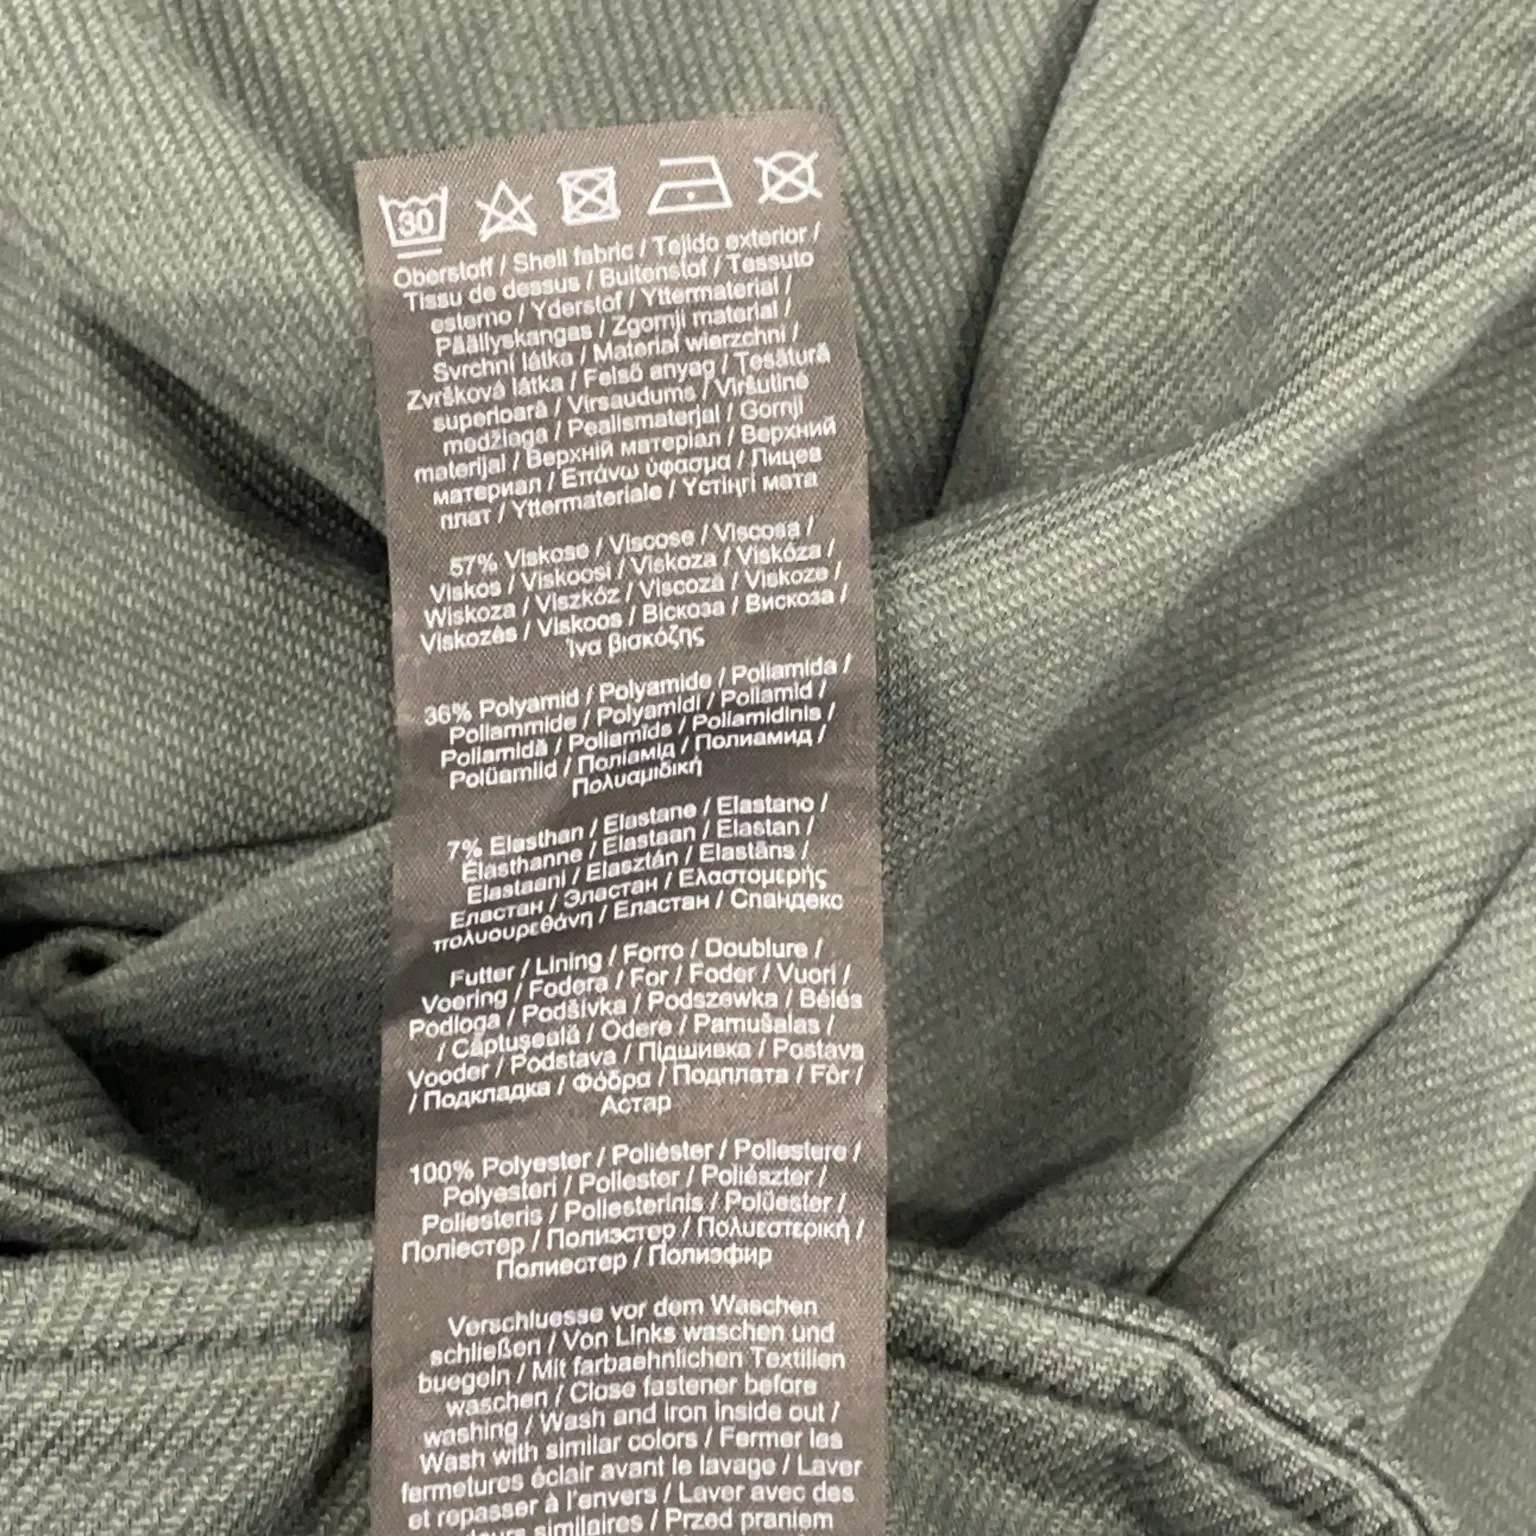 30
Oberstoff / Shell fabric / Tejido exterior /
Tissu de dessus / Buitenstof / Tessuto
esterno / Yderstof / Yttermaterial /
Päällyskangas / Zgornji material /
Svrchní látka / Materiał wierzchni /
Zvršková látka / Felső anyag / Țesătură
superioară / Virsaudums / Viršutinė
medžiaga / Pealismaterjal / Gornji
materijal / Верхній матеріал / Верхний
материал / Επάνω ύφασμα / Лицев
плат / Yttermateriale / Үстіңгі мата
57% Viskose / Viscose / Viscosa /
Viskos / Viskoosi / Viskoza / Viskóza /
Wiskoza / Viszkóz / Viscoză / Viskoze /
Viskozės / Viskoos / Віскоза / Вискоза /
Ίνα βισκόζης
36% Polyamid / Polyamide / Poliamida /
Poliammide / Polyamidi / Poliamid /
Poliamidă / Poliamīds / Poliamidinis /
Polüamiid / Поліамід / Полиамид /
Πολυαμιδική
7% Elasthan / Elastane / Elastano /
Élasthanne / Elastaan / Elastan /
Elastaani / Elasztán / Elastāns /
Еластан / Эластан / Ελαστομερής
πολυουρεθάνη / Еластан / Спандекс
Futter / Lining / Forro / Doublure /
Voering / Fodera / For / Foder / Vuori /
Podloga / Podšívka / Podszewka / Bélés
/ Căptușeală / Odere / Pamušalas /
Vooder / Podstava / Підшивка / Postava
/ Подкладка / Φόδρα / Подплата / Fôr /
Астар
100% Polyester / Poliéster / Poliestere /
Polyesteri / Poliester / Poliészter /
Poliesteris / Poliesterinis / Polüester /
Поліестер / Полиэстер / Πολυεστερική /
Полиестер / Полиэфир
Verschluesse vor dem Waschen
schließen / Von Links waschen und
buegeln / Mit farbaehnlichen Textilien
waschen / Close fastener before
washing / Wash and iron inside out /
Wash with similar colors / Fermer les
fermetures éclair avant le lavage / Laver
et repasser à l'envers / Laver avec des
similaires / Przed praniem